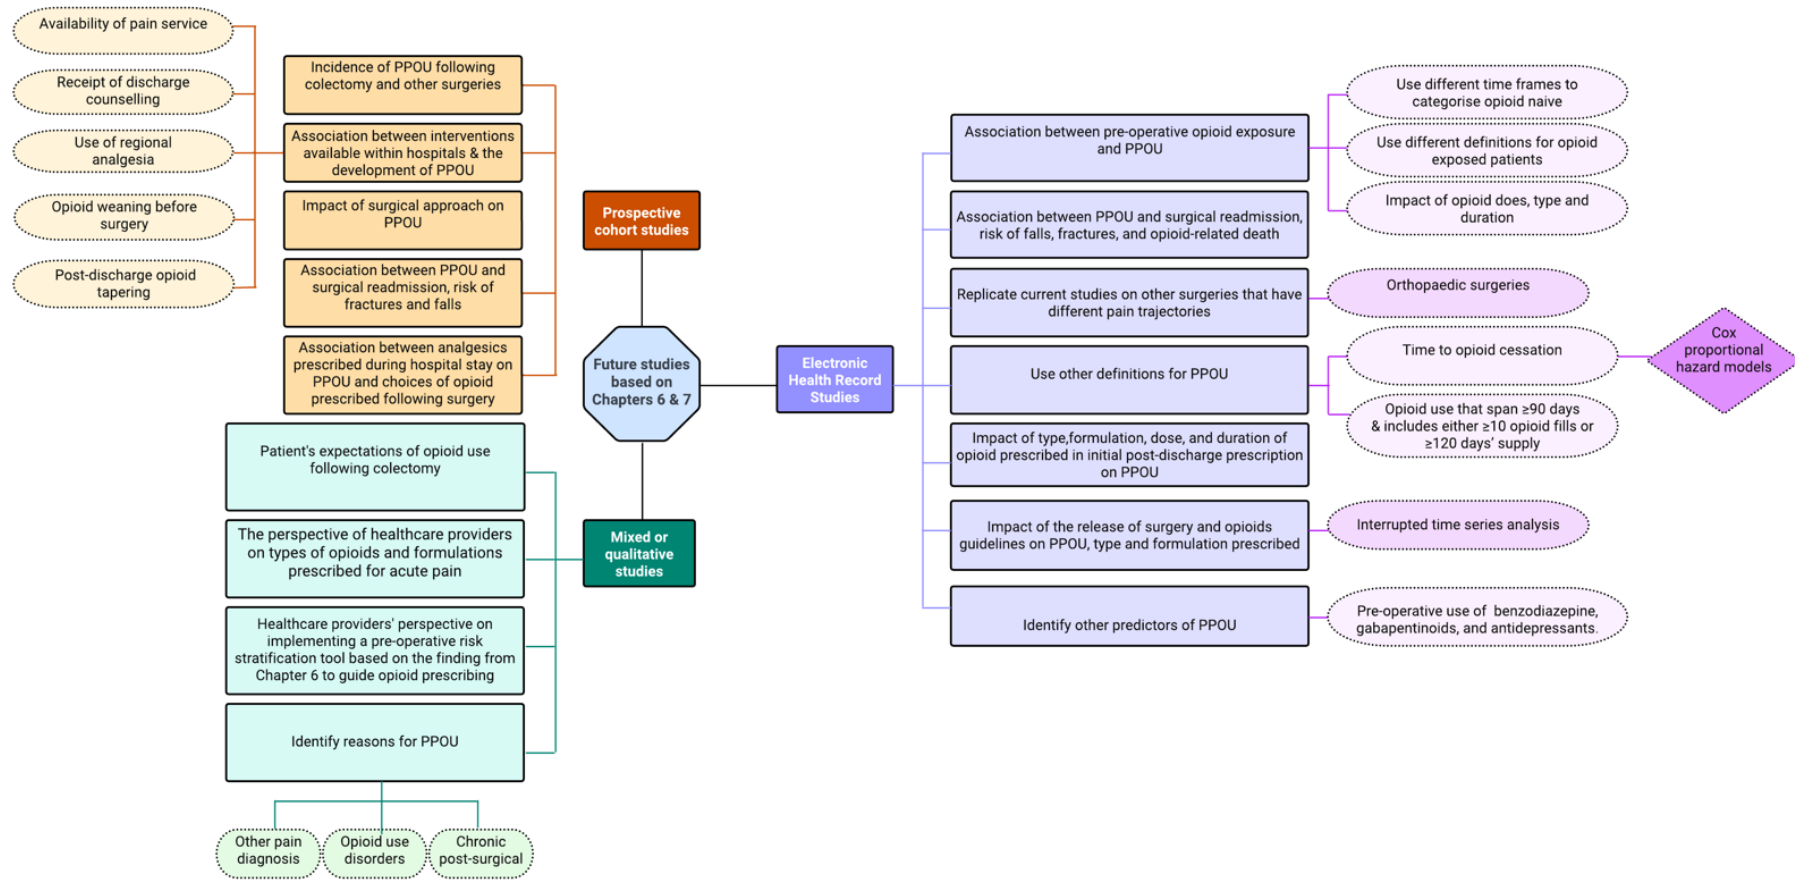 Availability of pain service
Receipt of discharge
counselling
Use of regional
analgesia
Opioid weaning before
surgery
Post-discharge opioid
tapering
Incidence of PPOU following
colectomy and other surgeries
Association between interventions
available within hospitals & the
development of PPOU
Impact of surgical approach on
PPOU
Association between PPOU and
surgical readmission, risk of
fractures and falls
Association between analgesics
prescribed during hospital stay on
PPOU and choices of opioid
prescribed following surgery
Patient's expectations of opioid use
following colectomy
The perspective of healthcare providers
on types of opioids and formulations
prescribed for acute pain
Healthcare providers' perspective on
implementing a pre-operative risk
stratification tool based on the finding from
Chapter 6 to guide opioid prescribing
Identify reasons for PPOU
Other pain
diagnosis
Opioid use
disorders
Chronic
post-surgical
Prospective
cohort studies
Future studies
based on
Chapters 6 & 7
Mixed or
qualitative
studies
Electronic
Health Record
Studies
Association between pre-operative opioid exposure
and PPOU
Association between PPOU and surgical readmission,
risk of falls, fractures, and opioid-related death
Replicate current studies on other surgeries that have
different pain trajectories
Use other definitions for PPOU
Impact of type,formulation, dose, and duration of
opioid prescribed in initial post-discharge prescription
on PPOU
Impact of the release of surgery and opioids
guidelines on PPOU, type and formulation prescribed
Identify other predictors of PPOU
Use different time frames to
categorise opioid naive
Use different definitions for opioid
exposed patients
Impact of opioid does, type and
duration
Orthopaedic surgeries
Time to opioid cessation
Opioid use that span ≥90 days
& includes either ≥10 opioid fills or
≥120 days’ supply
Interrupted time series analysis
Pre-operative use of benzodiazepine,
gabapentinoids, and antidepressants.
Cox
proportional
hazard models